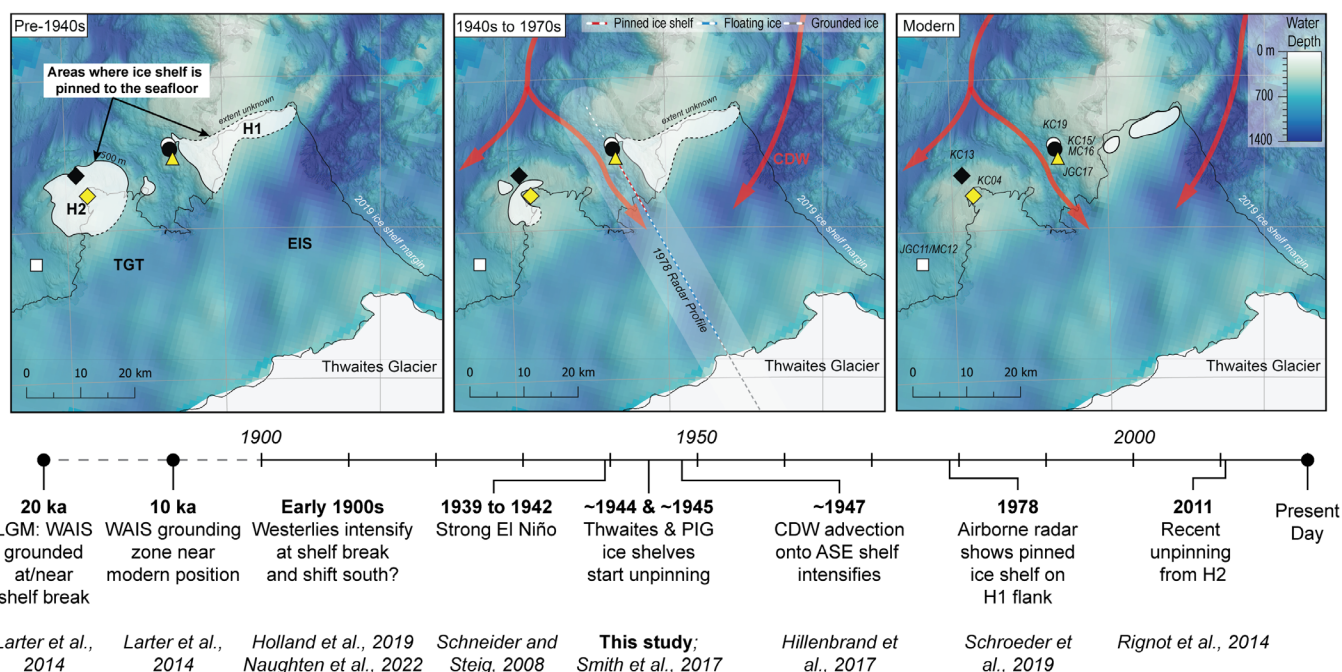 Pre-1940s
Areas where ice shelf is
pinned to the seafloor
extent unknown
H1
500 m
H2
TGT
EIS
2019 ice shelf margin
0 10 20 km
Thwaites Glacier
1940s to 1970s
Pinned ice shelf
Floating ice
Grounded ice
extent unknown
CDW
2019 ice shelf margin
1978 Radar Profile
0 10 20 km
Thwaites Glacier
Modern
Water
Depth
0 m
700
1400
KC19
KC15/
MC16
JGC17
KC13
KC04
JGC11/MC12
2019 ice shelf margin
0 10 20 km
Thwaites Glacier
1900 1950 2000
20 ka
LGM: WAIS
grounded
at/near
shelf break
Larter et al.,
2014
10 ka
WAIS grounding
zone near
modern position
Larter et al.,
2014
Early 1900s
Westerlies intensify
at shelf break
and shift south?
Holland et al., 2019
Naughten et al., 2022
1939 to 1942
Strong El Niño
Schneider and
Steig, 2008
~1944 & ~1945
Thwaites & PIG
ice shelves
start unpinning
This study;
Smith et al., 2017
~1947
CDW advection
onto ASE shelf
intensifies
Hillenbrand et
al., 2017
1978
Airborne radar
shows pinned
ice shelf on
H1 flank
Schroeder et
al., 2019
2011
Recent
unpinning
from H2
Rignot et al., 2014
Present
Day